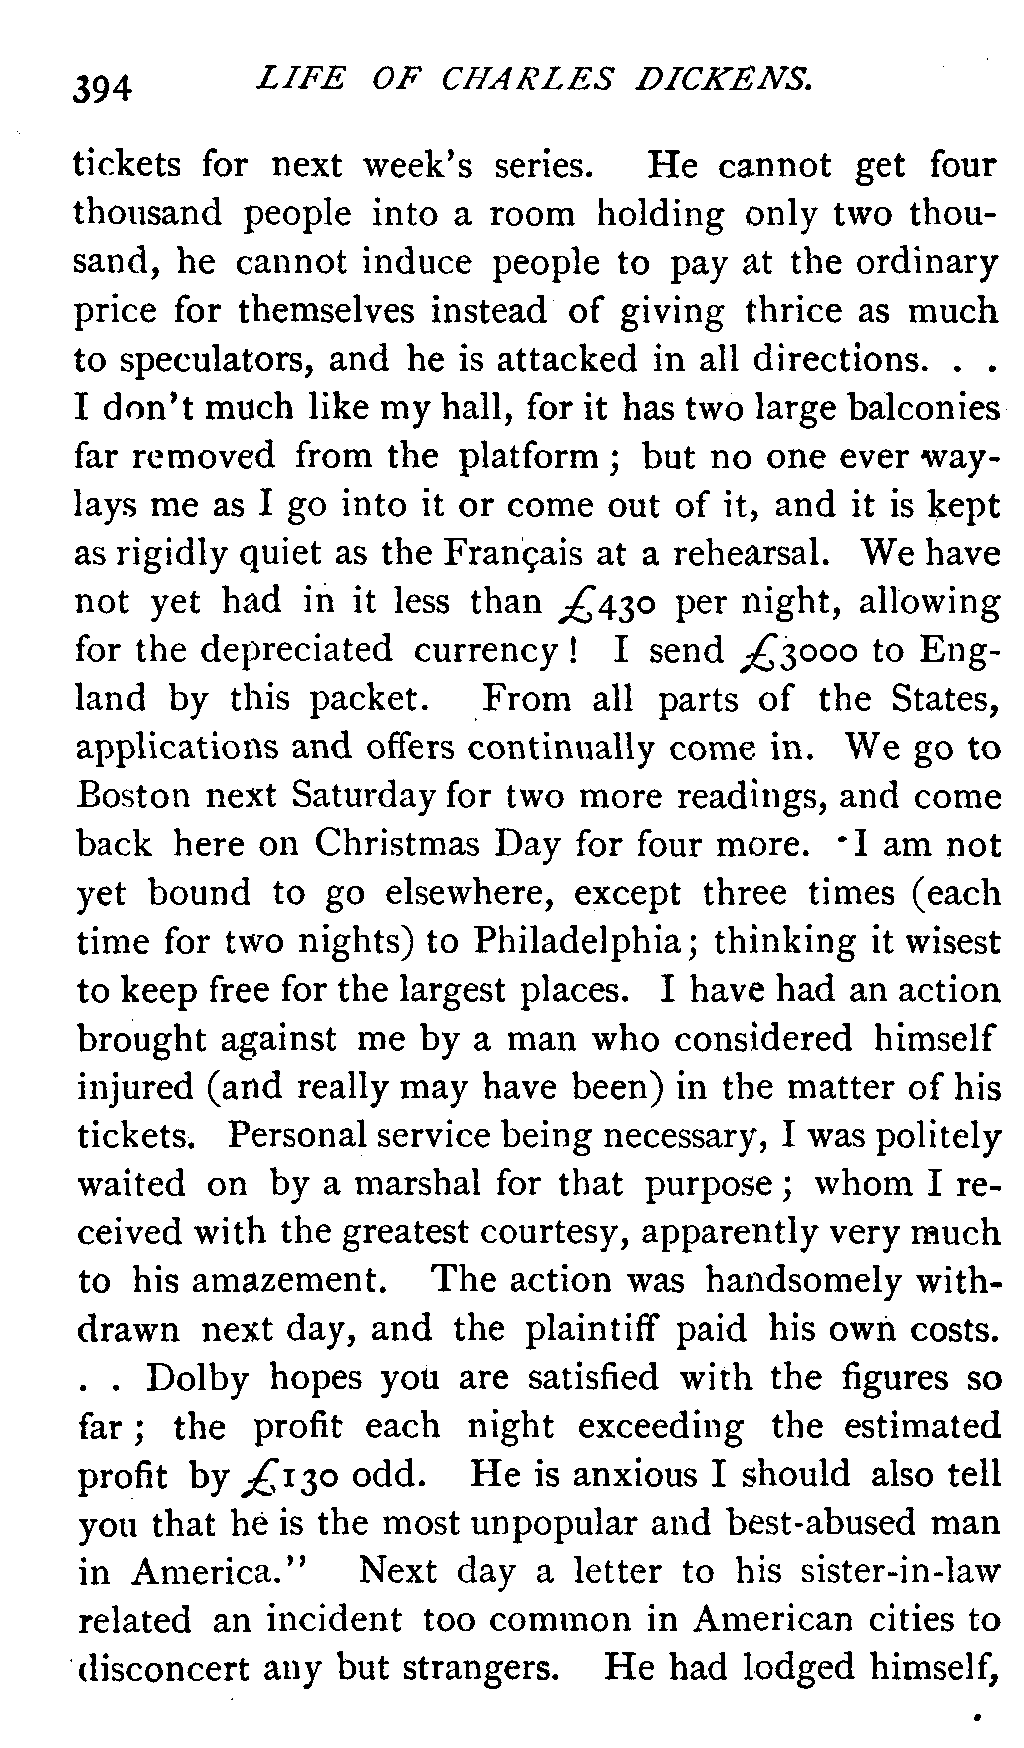 394 LIFE OF CHARLES DICKENS.
tickets for next week's series. He cannot get four
thousand people into a room holding only two thou-
sand, he cannot induce people to pay at the ordinary
price for themselves instead of giving thrice as much
to speculators, and he is attacked in all directions. . .
I don't much like my hall, for it has two large balconies
far removed from the platform ; but no one ever way-
lays me as I go into it or come out of it, and it is kept
as rigidly quiet as the Français at a rehearsal. We have
not yet had in it less than £430 per night, allowing
for the depreciated currency ! I send £3000 to Eng-
land by this packet. From all parts of the States,
applications and offers continually come in. We go to
Boston next Saturday for two more readings, and come
back here on Christmas Day for four more. I am not
yet bound to go elsewhere, except three times (each
time for two nights) to Philadelphia; thinking it wisest
to keep free for the largest places. I have had an action
brought against me by a man who considered himself
injured (and really may have been) in the matter of his
tickets. Personal service being necessary, I was politely
waited on by a marshal for that purpose ; whom I re-
ceived with the greatest courtesy, apparently very much
to his amazement. The action was handsomely with-
drawn next day, and the plaintiff paid his own costs.
. . Dolby hopes you are satisfied with the figures so
far ; the profit each night exceeding the estimated
profit by £130 odd. He is anxious I should also tell
you that he is the most unpopular and best-abused man
in America." Next day a letter to his sister-in-law
related an incident too common in American cities to
disconcert any but strangers. He had lodged himself,